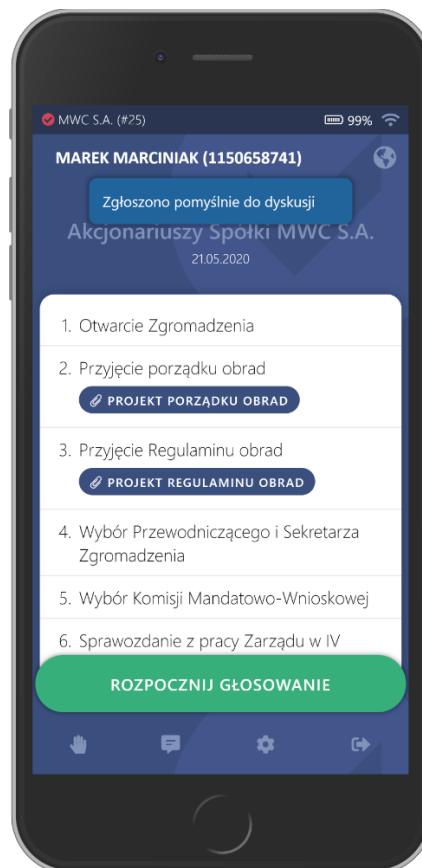 MWC S.A. (#25)
99%
MAREK MARCINIAK (1150658741)
Zgłoszono pomyślnie do dyskusji
Akcjonariuszy Spółki MWC S.A.
21.05.2020
1. Otwarcie Zgromadzenia
2. Przyjęcie porządku obrad
PROJEKT PORZĄDKU OBRAD
3. Przyjęcie Regulaminu obrad
PROJEKT REGULAMINU OBRAD
4. Wybór Przewodniczącego i Sekretarza
Zgromadzenia
5. Wybór Komisji Mandatowo-Wnioskowej
6. Sprawozdanie z pracy Zarządu w IV
ROZPOCZNIJ GŁOSOWANIE